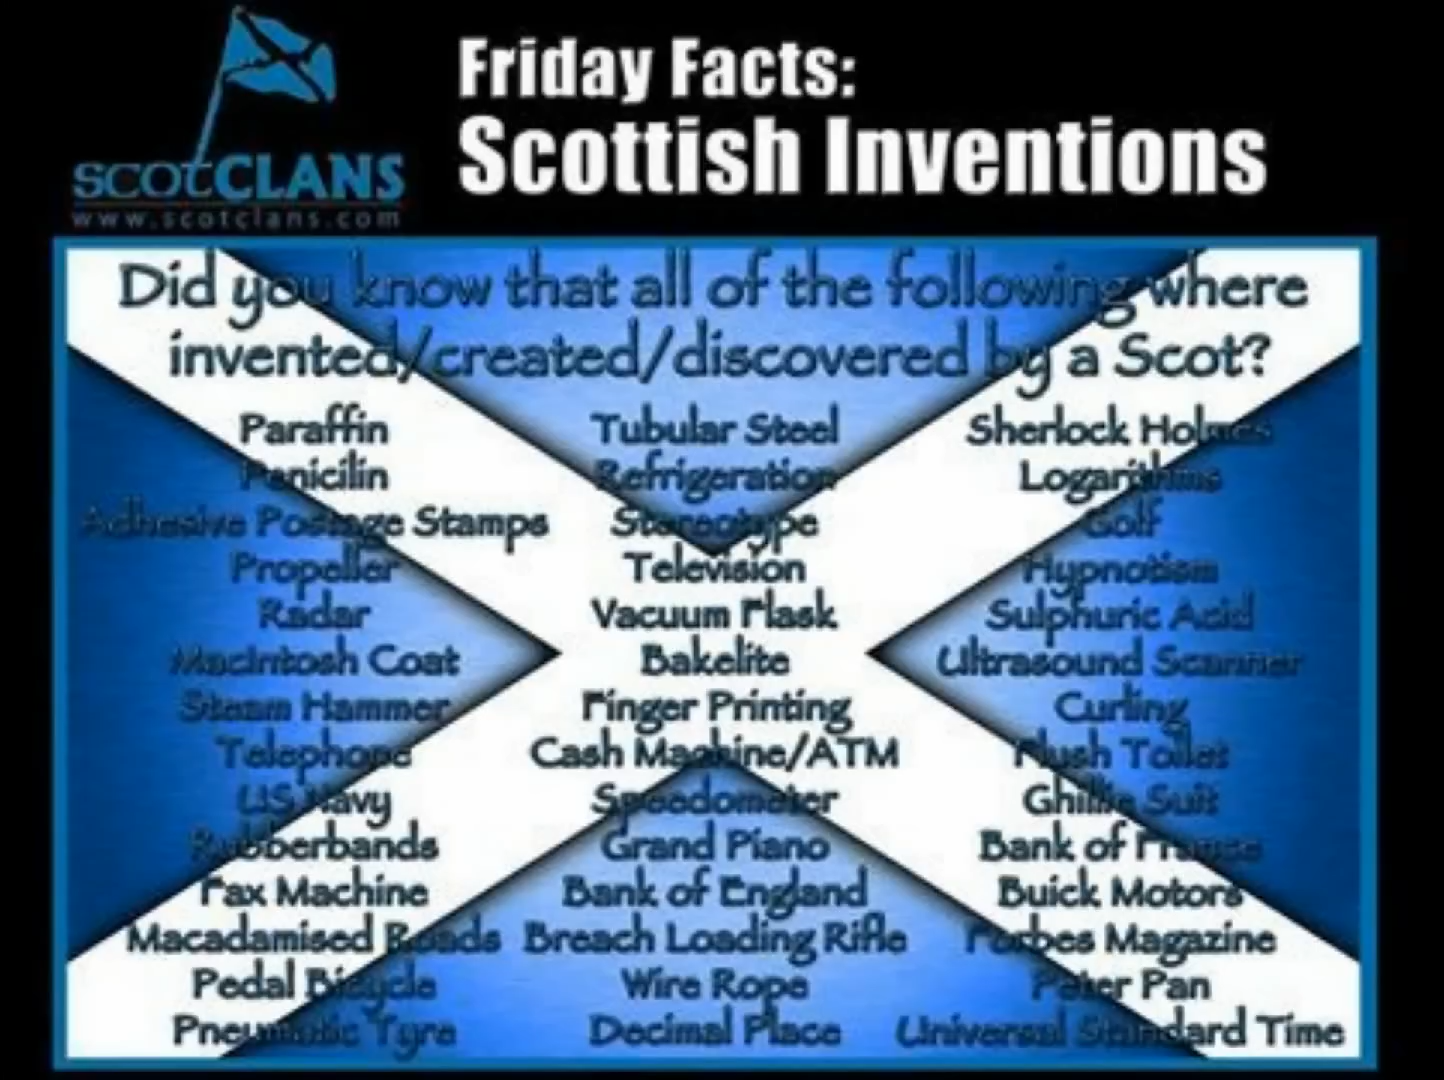 Friday Facts:
Scottish Inventions
scotCLANS
www.scotclans.com
Did you know that all of the following where
invented/created/discovered by a Scot?
Paraffin
Penicilin
Adhesive Postage Stamps
Propeller
Radar
Macintosh Coat
Steam Hammer
Telephone
US Navy
Rubberbands
Fax Machine
Macadamised Roads
Pedal Bicycle
Pneumatic Tyre
Tubular Steel
Refrigeration
Stereotype
Television
Vacuum Flask
Bakelite
Finger Printing
Cash Machine/ATM
Speedometer
Grand Piano
Bank of England
Breach Loading Rifle
Wire Rope
Decimal Place
Sherlock Holmes
Logarithms
Golf
Hypnotism
Sulphuric Acid
Ultrasound Scanner
Curling
Flush Toilet
Ghillie Suit
Bank of France
Buick Motors
Forbes Magazine
Peter Pan
Universal Standard Time